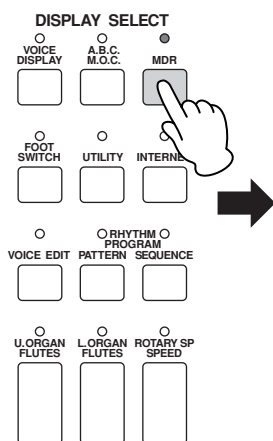 DISPLAY SELECT
VOICE DISPLAY
A.B.C. M.O.C.
MDR
FOOT SWITCH
UTILITY
RHYTHM PROGRAM
VOICE EDIT
PATTERN
SEQUENCE
U.ORGAN FLUTES
L.ORGAN FLUTES
ROTARY SP SPEED